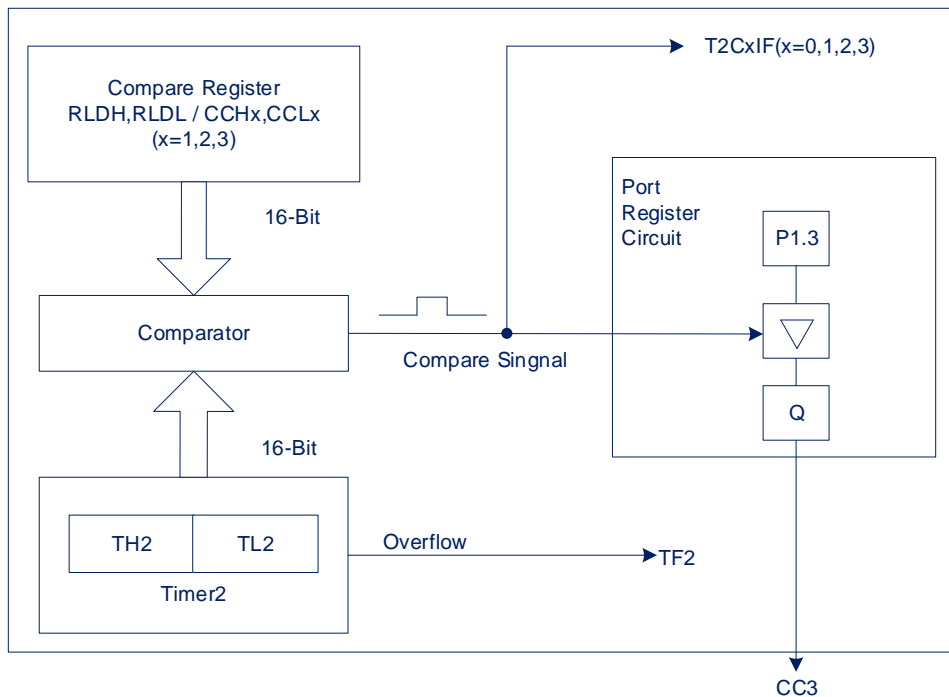 T2CxIF(x=0,1,2,3)
Compare Register
RLDH,RLDL / CCHx,CCLx
(x=1,2,3)
16-Bit
Port
Register
Circuit
P1.3
Comparator
Compare Singnal
Q
16-Bit
TH2
TL2
Timer2
Overflow
TF2
CC3